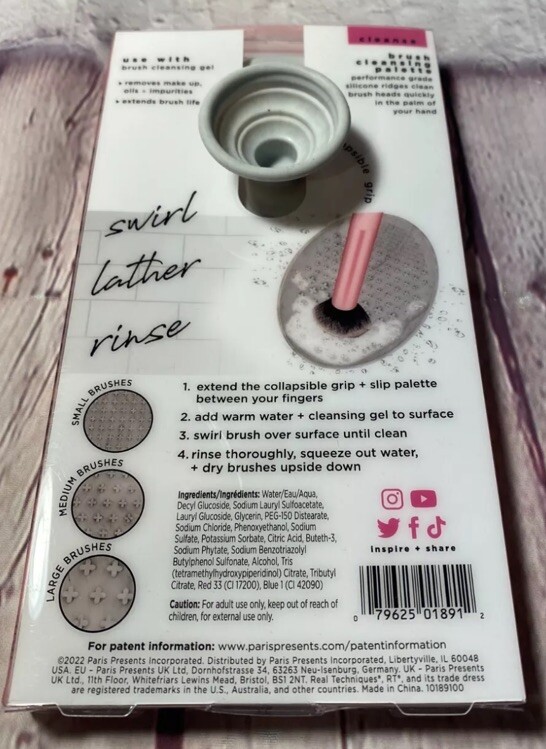 cleanse
use with
brush cleansing gel
• removes make up,
oils + impurities
• extends brush life
brush
cleansing
palette
performance grade
silicone ridges clean
brush heads quickly
in the palm of
your hand
grip
swirl
lather
rinse
SMALL BRUSHES
MEDIUM BRUSHES
LARGE BRUSHES
1. extend the collapsible grip + slip palette
between your fingers
2. add warm water + cleansing gel to surface
3. swirl brush over surface until clean
4. rinse thoroughly, squeeze out water,
+ dry brushes upside down
Ingredients/Ingrédients: Water/Eau/Aqua,
Decyl Glucoside, Sodium Lauryl Sulfoacetate,
Lauryl Glucoside, Glycerin, PEG-150 Distearate,
Sodium Chloride, Phenoxyethanol, Sodium
Sulfate, Potassium Sorbate, Citric Acid, Buteth-3,
Sodium Phytate, Sodium Benzotriazolyl
Butylphenol Sulfonate, Alcohol, Tris
(tetramethylhydroxypiperidinol) Citrate, Tributyl
Citrate, Red 33 (CI 17200), Blue 1 (CI 42090)
Caution: For adult use only, keep out of reach of
children, for external use only.
inspire + share
0 79625 01891 2
For patent information: www.parispresents.com/patentinformation
©2022 Paris Presents Incorporated. Distributed by Paris Presents Incorporated, Libertyville, IL 60048
USA. EU - Paris Presents UK Ltd, Dornhofstrasse 34, 63263 Neu-Isenburg, Germany. UK - Paris Presents
UK Ltd., 11th Floor, Whitefriars Lewins Mead, Bristol, BS1 2NT. Real Techniques®, RT®, and its trade dress
are registered trademarks in the U.S., Australia, and other countries. Made in China. 10189100